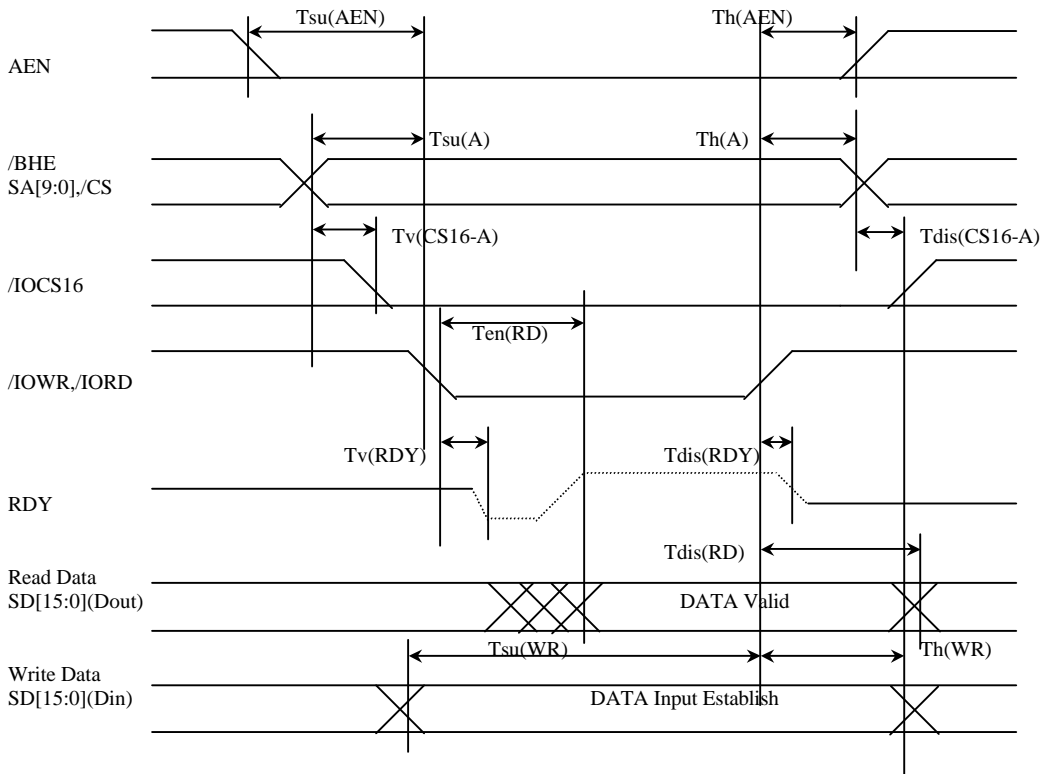 Tsu(AEN)
Th(AEN)
AEN
Tsu(A)
Th(A)
/BHE
SA[9:0],/CS
Tv(CS16-A)
Tdis(CS16-A)
/IOCS16
Ten(RD)
/IOWR,/IORD
Tv(RDY)
Tdis(RDY)
RDY
Tdis(RD)
Read Data
SD[15:0](Dout)
DATA Valid
Tsu(WR)
Th(WR)
Write Data
SD[15:0](Din)
DATA Input Establish